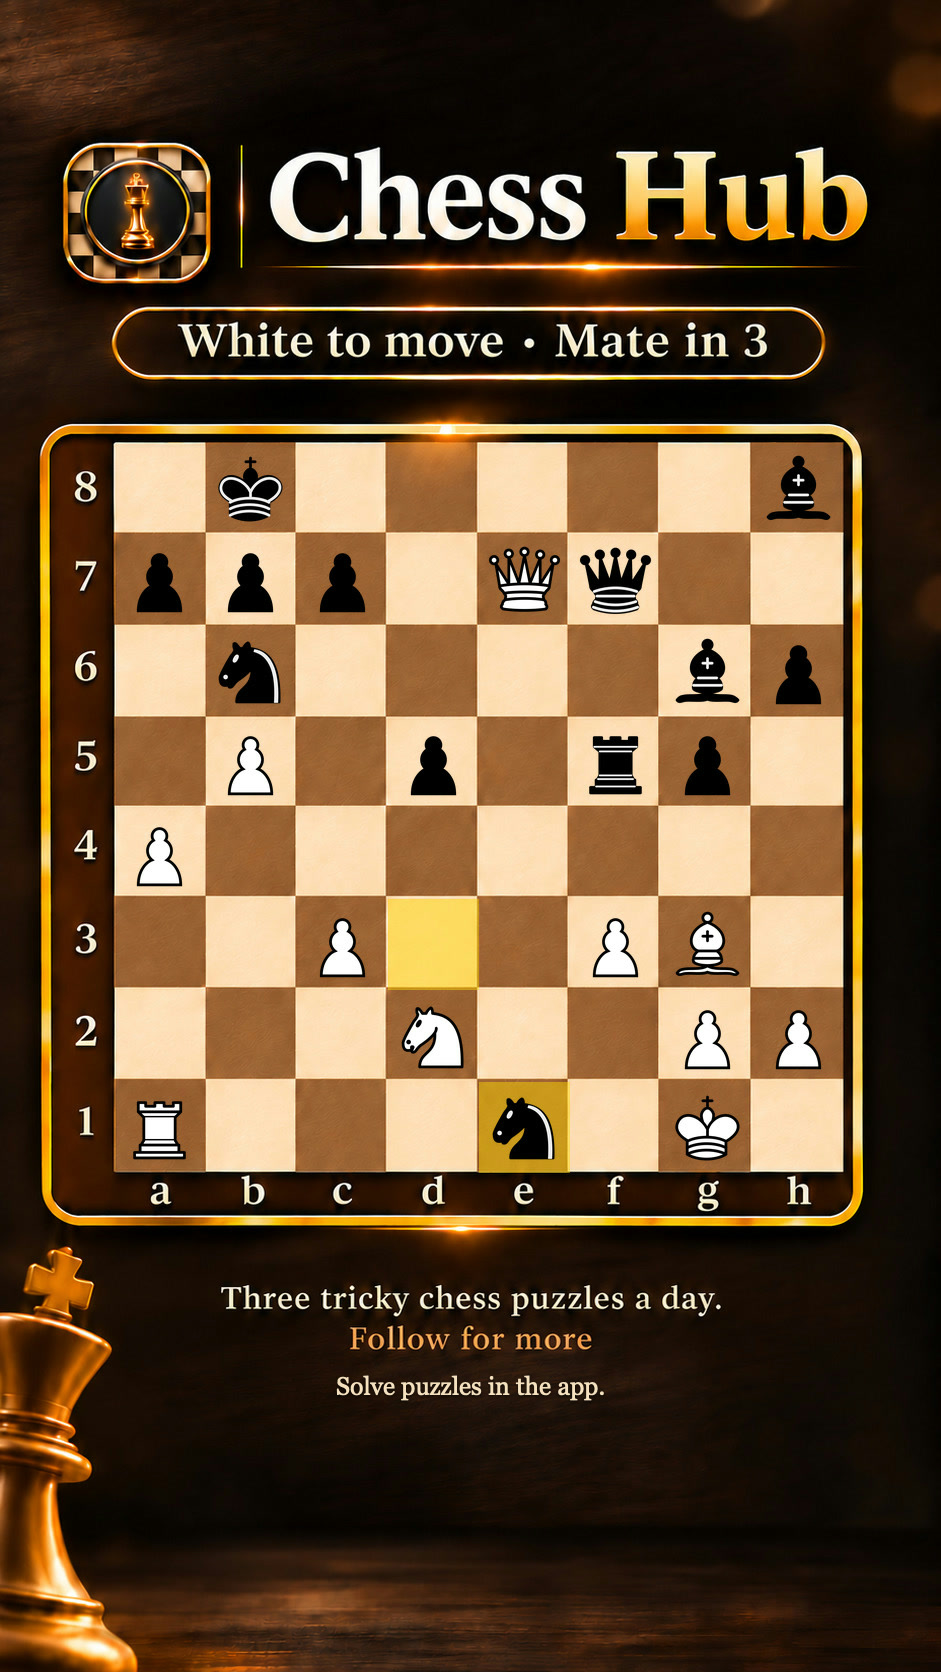 Chess Hub
White to move • Mate in 3
8
7
6
5
4
3
2
1
a b c d e f g h
Three tricky chess puzzles a day.
Follow for more
Solve puzzles in the app.